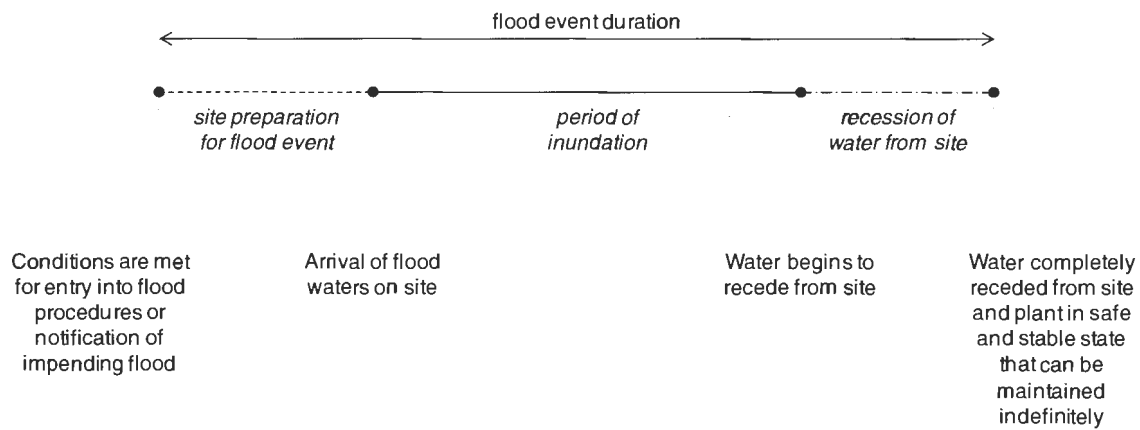 flood event duration
site preparation
for flood event
period of
inundation
recession of
water from site
Conditions are met
for entry into flood
procedures or
notification of
impending flood
Arrival of flood
waters on site
Water begins to
recede from site
Water completely
receded from site
and plant in safe
and stable state
that can be
maintained
indefinitely